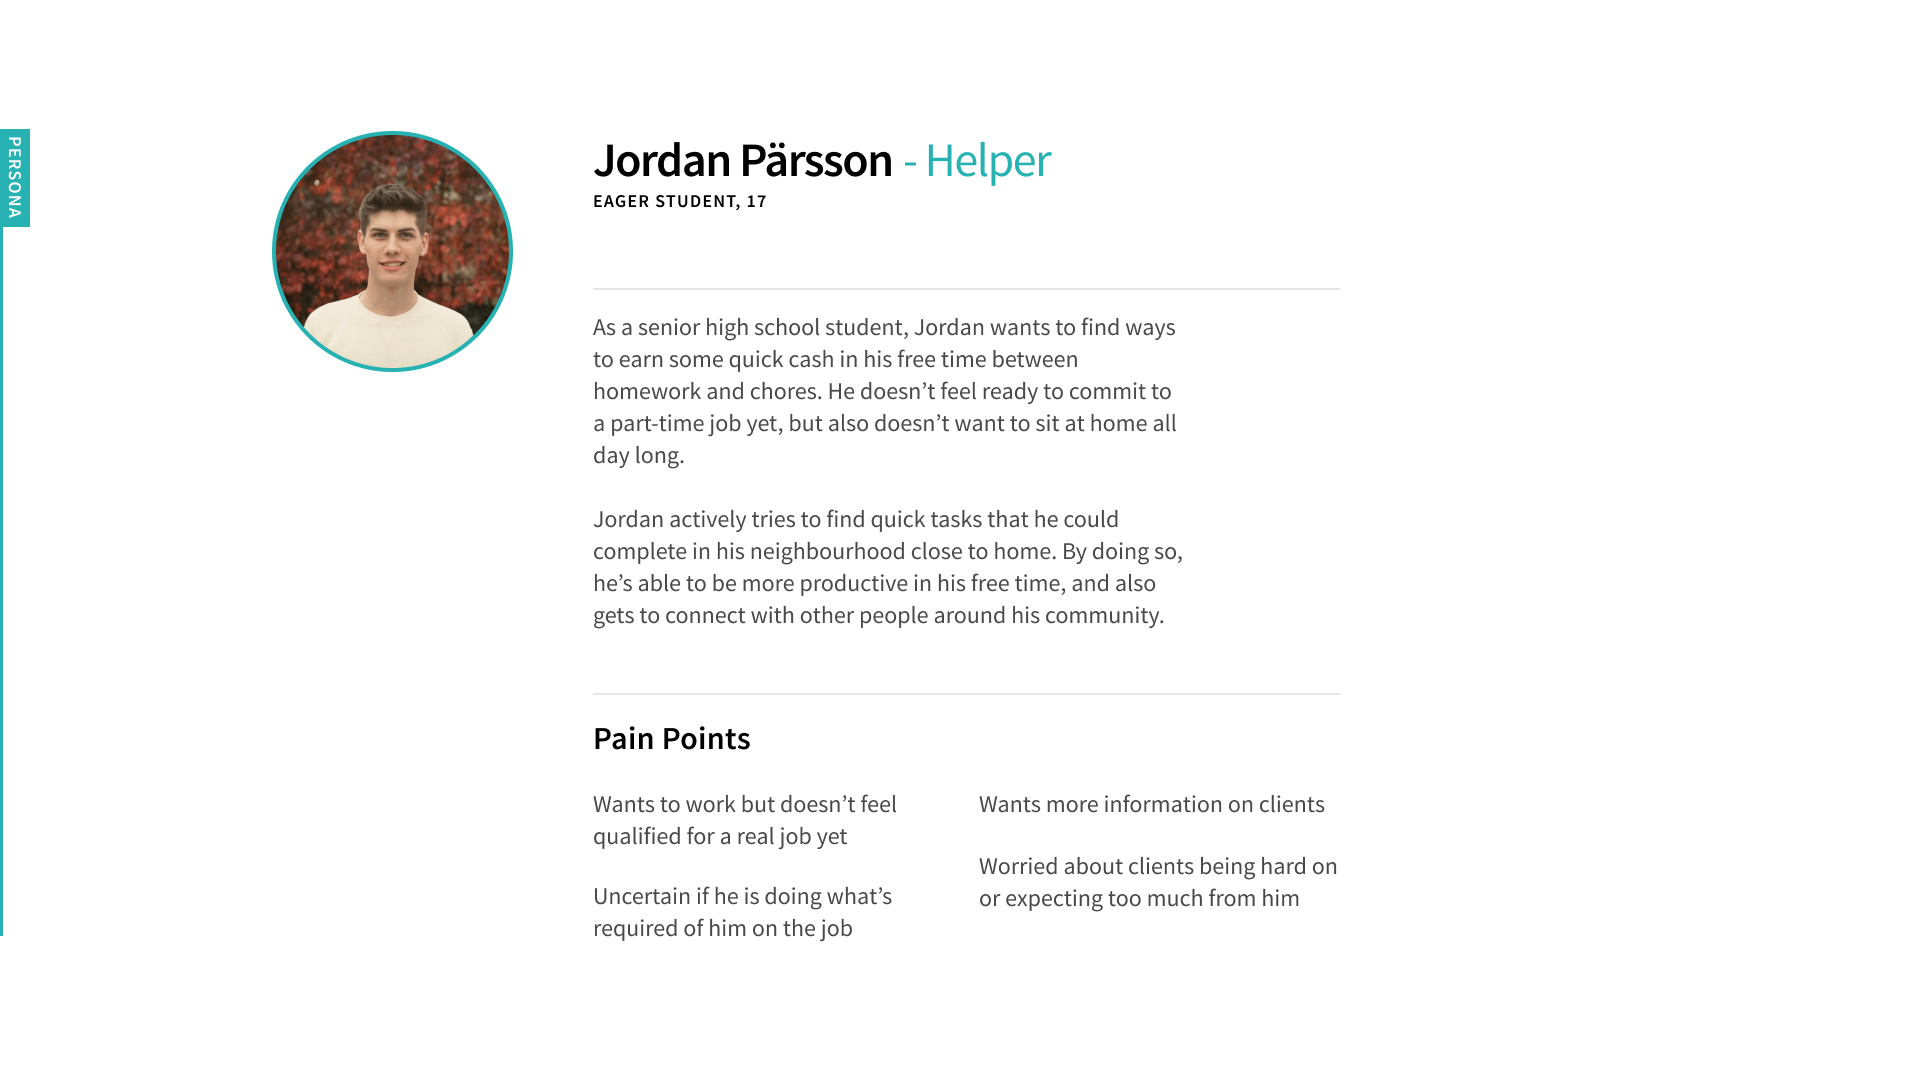 PERSONA
Jordan Pärsson - Helper
EAGER STUDENT, 17
As a senior high school student, Jordan wants to find ways
to earn some quick cash in his free time between
homework and chores. He doesn’t feel ready to commit to
a part-time job yet, but also doesn’t want to sit at home all
day long.
Jordan actively tries to find quick tasks that he could
complete in his neighbourhood close to home. By doing so,
he’s able to be more productive in his free time, and also
gets to connect with other people around his community.
Pain Points
Wants to work but doesn’t feel
qualified for a real job yet
Uncertain if he is doing what’s
required of him on the job
Wants more information on clients
Worried about clients being hard on
or expecting too much from him